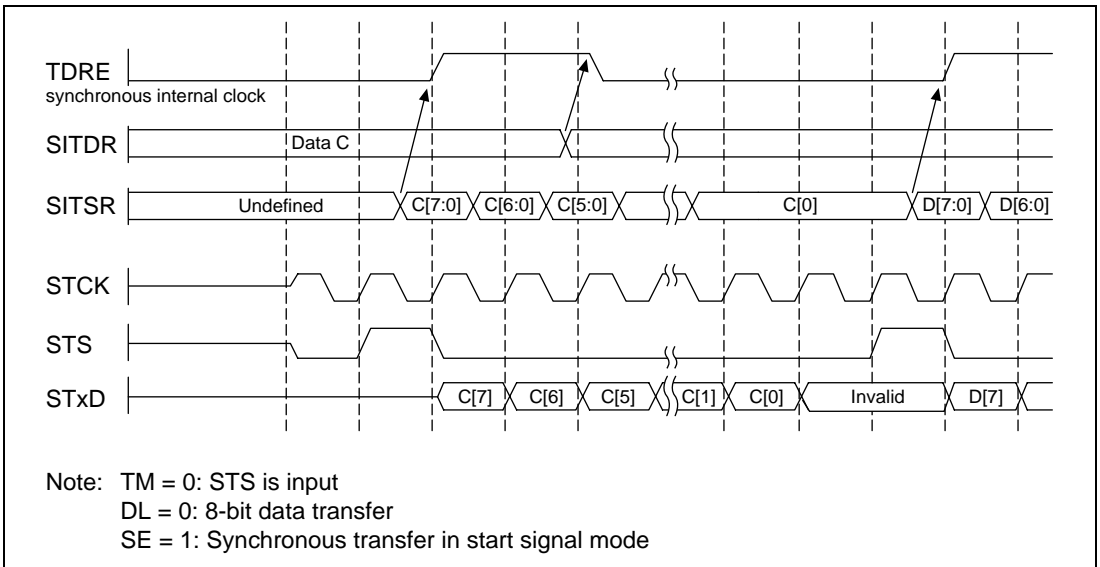 TDRE
synchronous internal clock
SITDR
Data C
SITSR
Undefined C[7:0] C[6:0] C[5:0] C[0] D[7:0] D[6:0]
STCK
STS
STxD
C[7] C[6] C[5] C[1] C[0] Invalid D[7]
Note: TM = 0: STS is input
DL = 0: 8-bit data transfer
SE = 1: Synchronous transfer in start signal mode